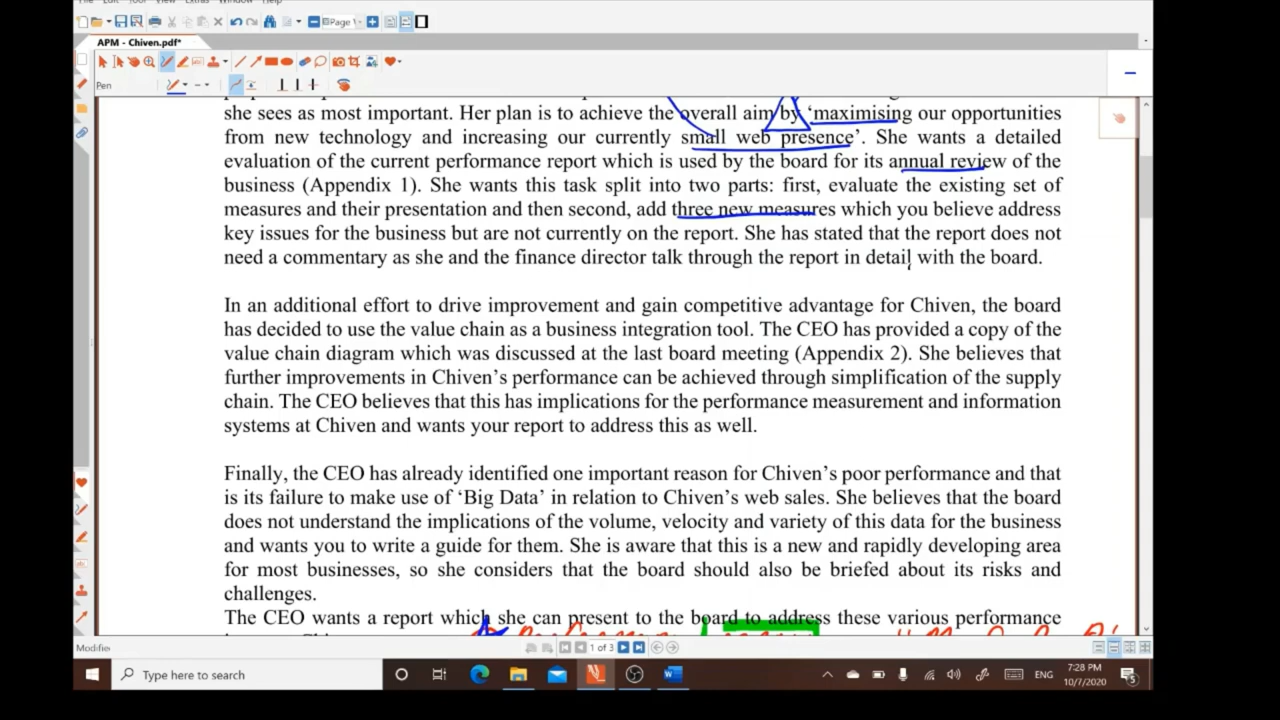 File Edit Tool View Extras Window Help
Page
APM - Chiven.pdf*
Pen
she sees as most important. Her plan is to achieve the overall aim by ‘maximising our opportunities
from new technology and increasing our currently small web presence’. She wants a detailed
evaluation of the current performance report which is used by the board for its annual review of the
business (Appendix 1). She wants this task split into two parts: first, evaluate the existing set of
measures and their presentation and then second, add three new measures which you believe address
key issues for the business but are not currently on the report. She has stated that the report does not
need a commentary as she and the finance director talk through the report in detail with the board.
In an additional effort to drive improvement and gain competitive advantage for Chiven, the board
has decided to use the value chain as a business integration tool. The CEO has provided a copy of the
value chain diagram which was discussed at the last board meeting (Appendix 2). She believes that
further improvements in Chiven’s performance can be achieved through simplification of the supply
chain. The CEO believes that this has implications for the performance measurement and information
systems at Chiven and wants your report to address this as well.
Finally, the CEO has already identified one important reason for Chiven’s poor performance and that
is its failure to make use of ‘Big Data’ in relation to Chiven’s web sales. She believes that the board
does not understand the implications of the volume, velocity and variety of this data for the business
and wants you to write a guide for them. She is aware that this is a new and rapidly developing area
for most businesses, so she considers that the board should also be briefed about its risks and
challenges.
The CEO wants a report which she can present to the board to address these various performance
Modifie
1 of 3
Type here to search
ENG
7:28 PM
10/7/2020
5